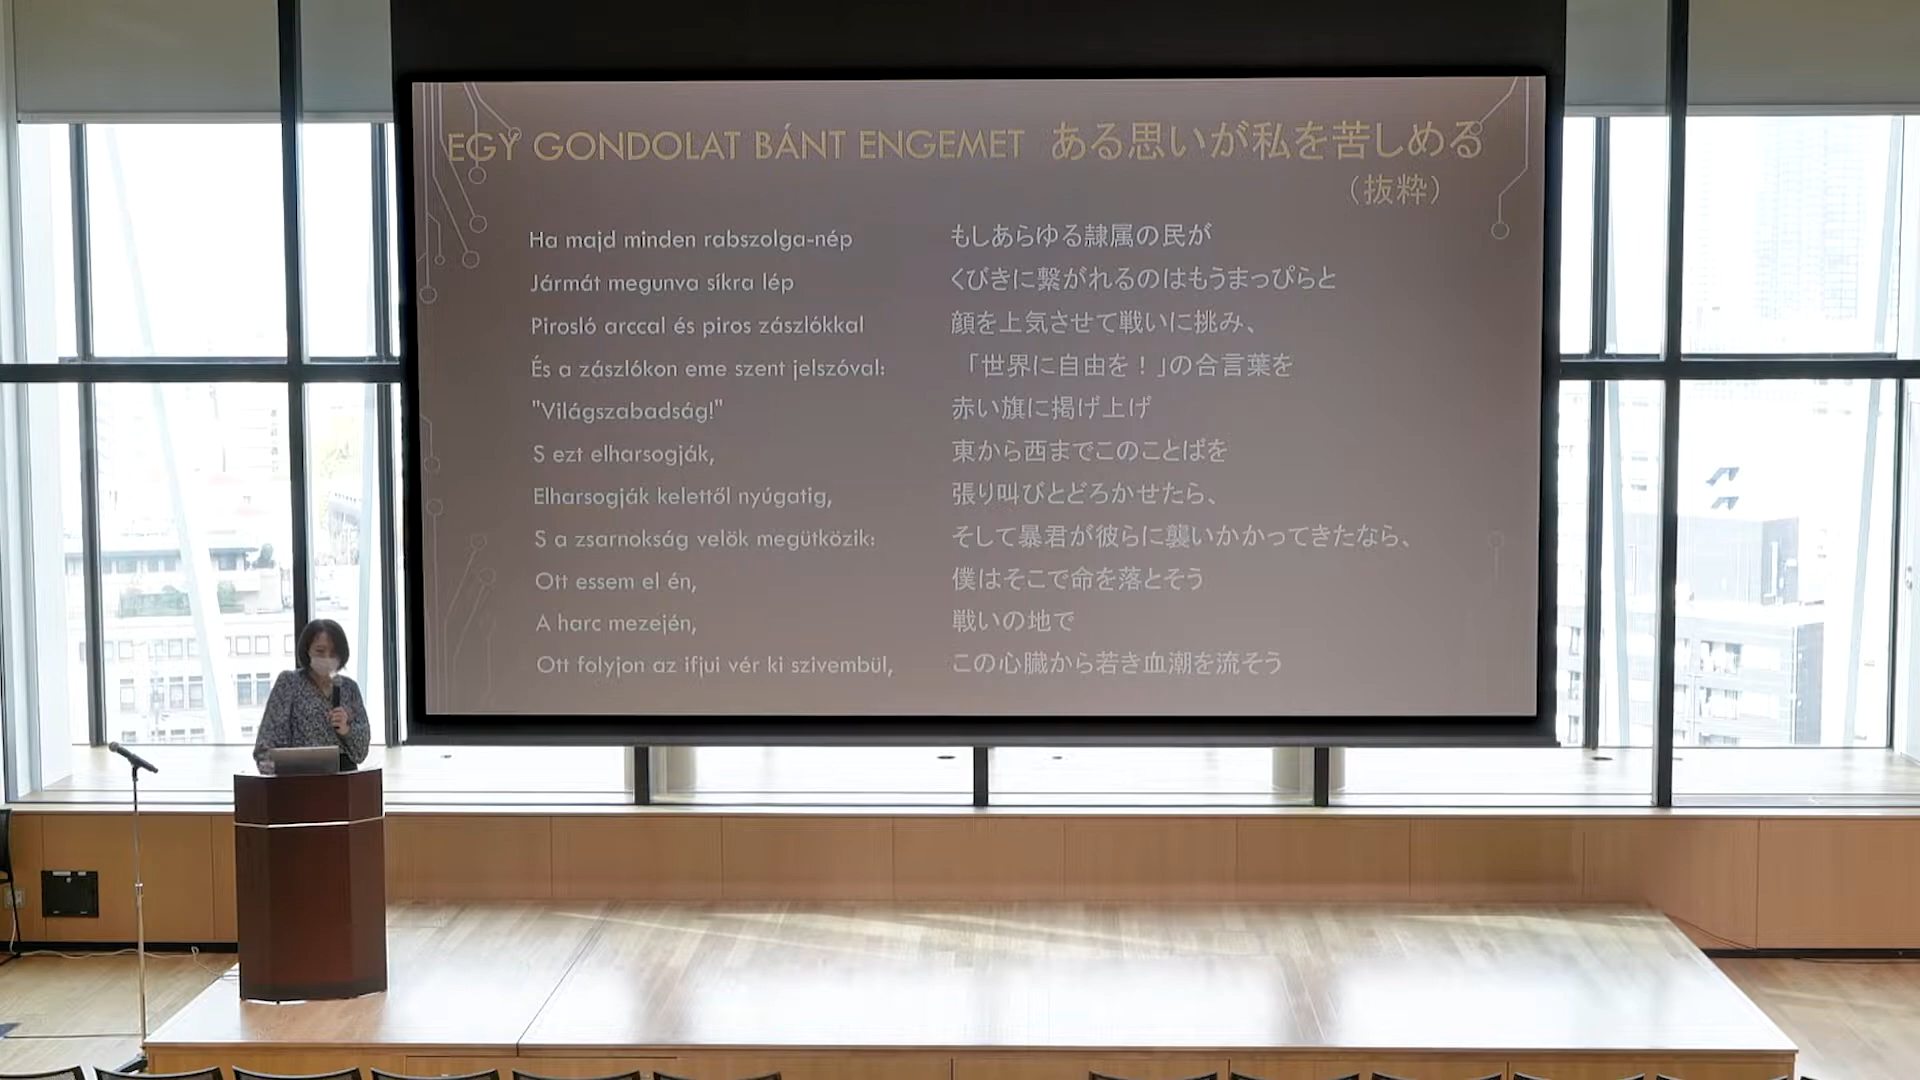 EGY GONDOLAT BÁNT ENGEMET ある思いが私を苦しめる
（抜粋）
Ha majd minden rabszolga-nép
Jármát megunva síkra lép
Pirosló arccal és piros zászlókkal
És a zászlókon eme szent jelszóval:
"Világszabadság!"
S ezt elharsogják,
Elharsogják kelettől nyúgatig,
S a zsarnokság velök megütközik:
Ott essem el én,
A harc mezején,
Ott folyjon az ifjui vér ki szivembül,
もしあらゆる隷属の民が
くびきに繋がれるのはもうまっぴらと
顔を上気させて戦いに挑み、
「世界に自由を！」の合言葉を
赤い旗に掲げ上げ
東から西までこのことばを
張り叫びとどろかせたら、
そして暴君が彼らに襲いかかってきたなら、
僕はそこで命を落とそう
戦いの地で
この心臓から若き血潮を流そう